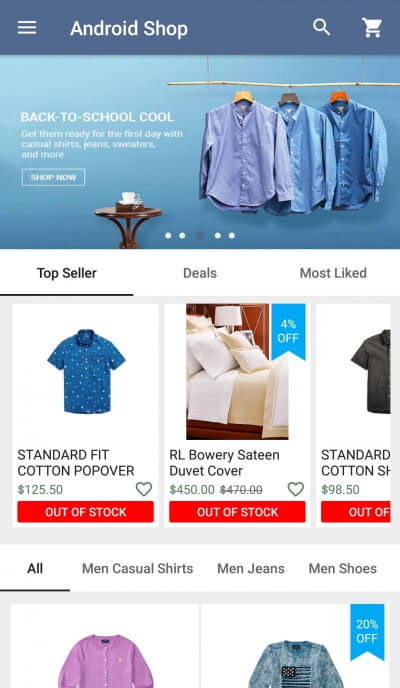 Android Shop
BACK-TO-SCHOOL COOL
Get them ready for the first day with
casual shirts, jeans, sweaters,
and more
SHOP NOW
Top Seller
Deals
Most Liked
4%
OFF
STANDARD FIT
COTTON POPOVER
$125.50
OUT OF STOCK
RL Bowery Sateen
Duvet Cover
$450.00 $470.00
OUT OF STOCK
STANDARD
COTTON SH
$98.50
OUT OF
All
Men Casual Shirts
Men Jeans
Men Shoes
20%
OFF